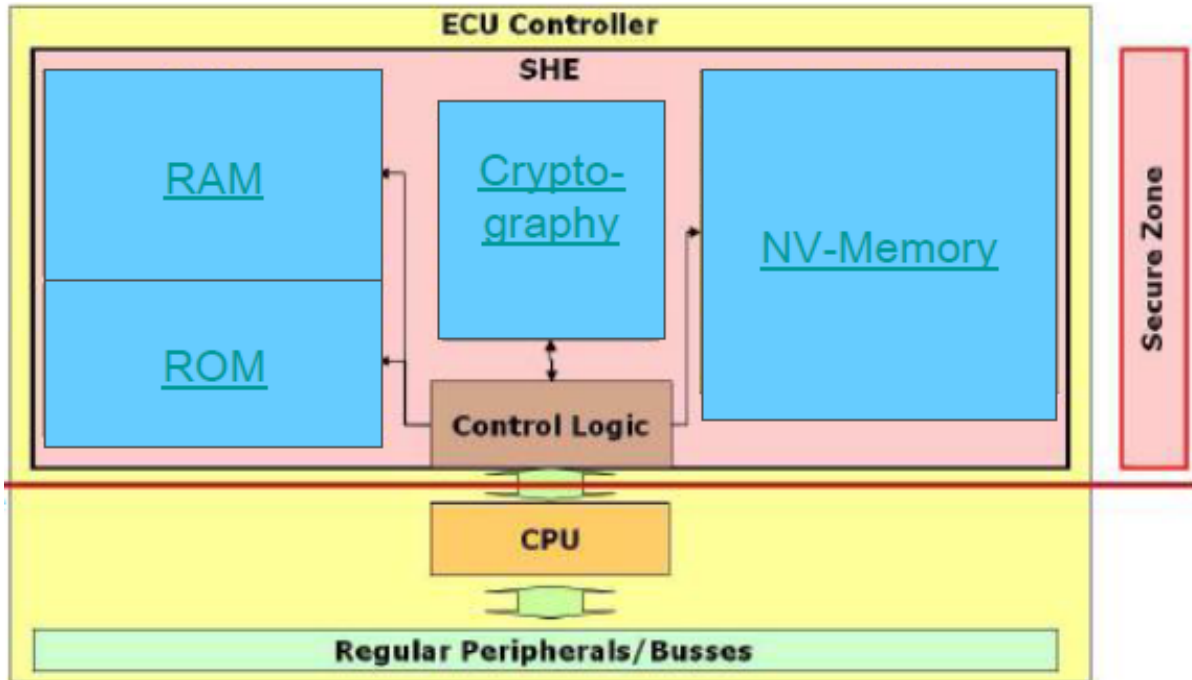 ECU Controller
SHE
RAM
Crypto-
graphy
NV-Memory
ROM
Control Logic
Secure Zone
CPU
Regular Peripherals/Busses